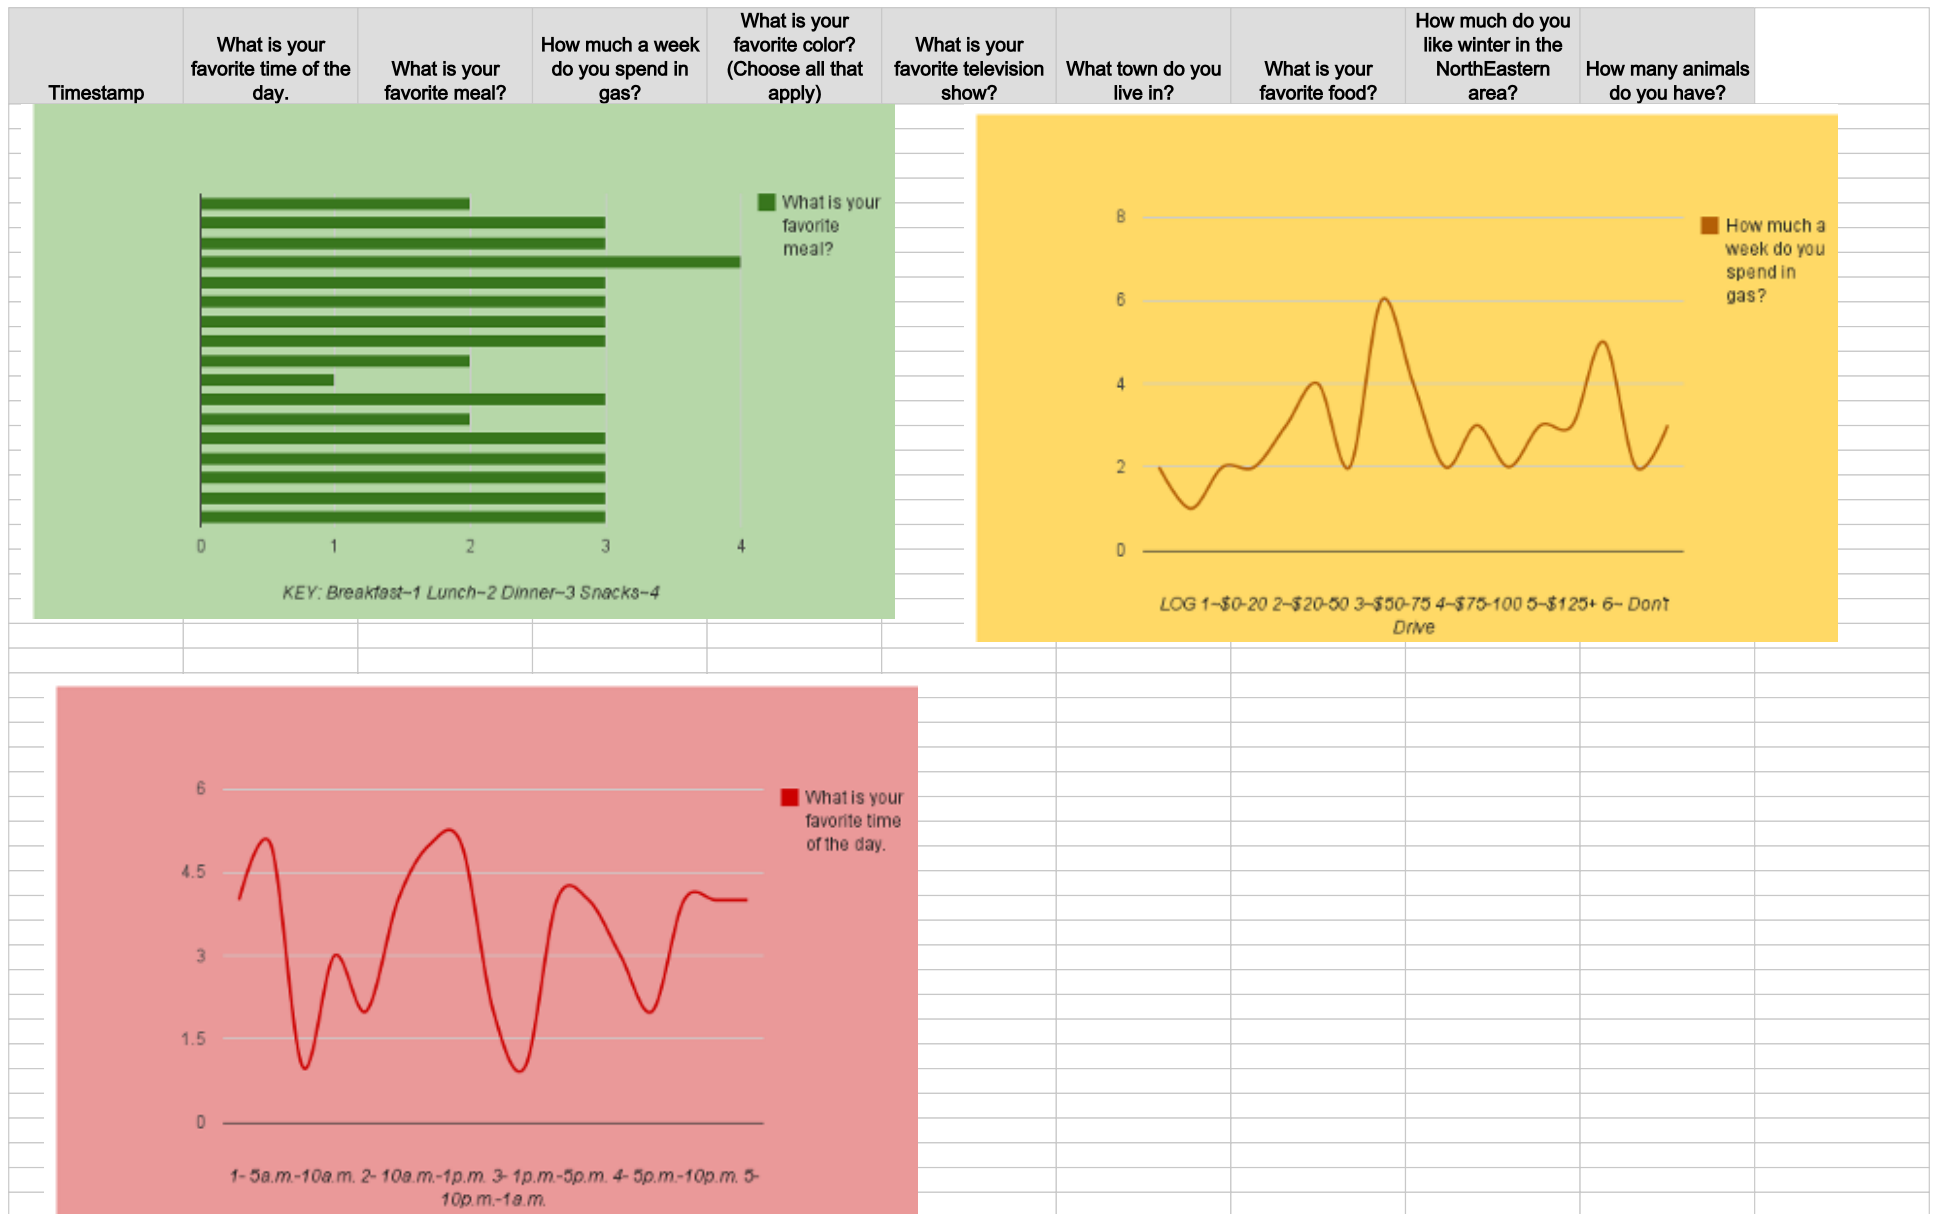 Timestamp
What is your
favorite time of the
day.
What is your
favorite meal?
How much a week
do you spend in
gas?
What is your
favorite color?
(Choose all that
apply)
What is your
favorite television
show?
What town do you
live in?
What is your
favorite food?
How much do you
like winter in the
NorthEastern
area?
How many animals
do you have?
What is your
favorite
meal?
0 1 2 3 4
KEY: Breakfast~1 Lunch~2 Dinner~3 Snacks~4
8
6
4
2
0
How much a
week do you
spend in
gas?
LOG 1~$0-20 2~$20-50 3~$50-75 4~$75-100 5~$125+ 6~ Don't
Drive
6
4.5
3
1.5
0
What is your
favorite time
of the day.
1- 5a.m.-10a.m. 2- 10a.m.-1p.m. 3- 1p.m.-5p.m. 4- 5p.m.-10p.m. 5-
10p.m.-1a.m.